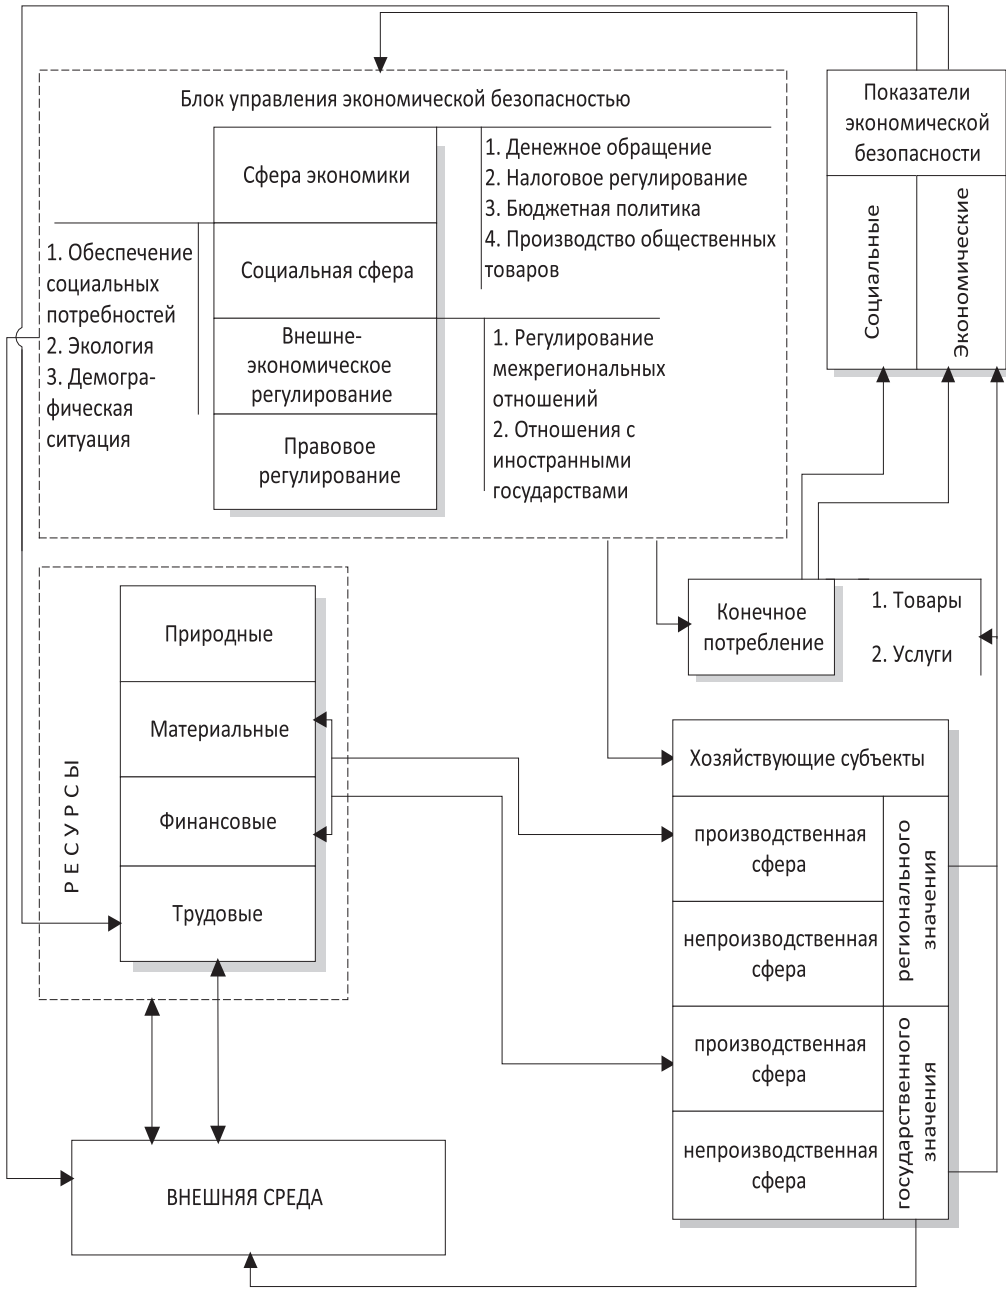 Блок управления экономической безопасностью
Сфера экономики
Социальная сфера
Внешне-
экономическое
регулирование
Правовое
регулирование
1. Денежное обращение
2. Налоговое регулирование
3. Бюджетная политика
4. Производство общественных
товаров
1. Обеспечение
социальных
потребностей
2. Экология
3. Демогра-
фическая
ситуация
1. Регулирование
межрегиональных
отношений
2. Отношения с
иностранными
государствами
Показатели
экономической
безопасности
Социальные
Экономические
Конечное
потребление
1. Товары
2. Услуги
РЕСУРСЫ
Природные
Материальные
Финансовые
Трудовые
Хозяйствующие субъекты
производственная
сфера
непроизводственная
сфера
регионального
значения
производственная
сфера
непроизводственная
сфера
государственного
значения
ВНЕШНЯЯ СРЕДА